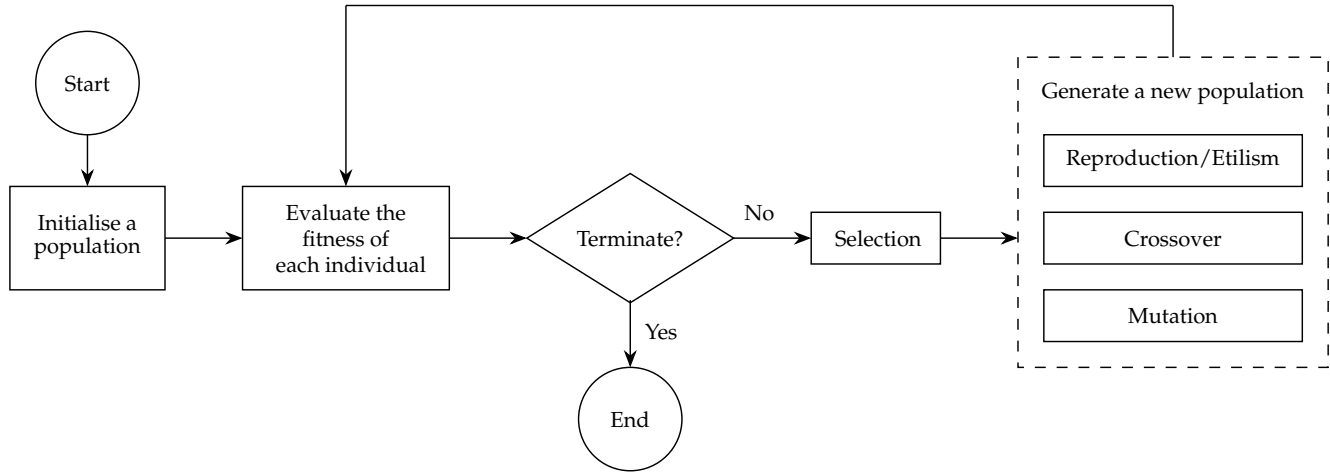 Start
Initialise a
population
Evaluate the
fitness of
each individual
Terminate?
No
Yes
End
Selection
Generate a new population
Reproduction/Etilism
Crossover
Mutation